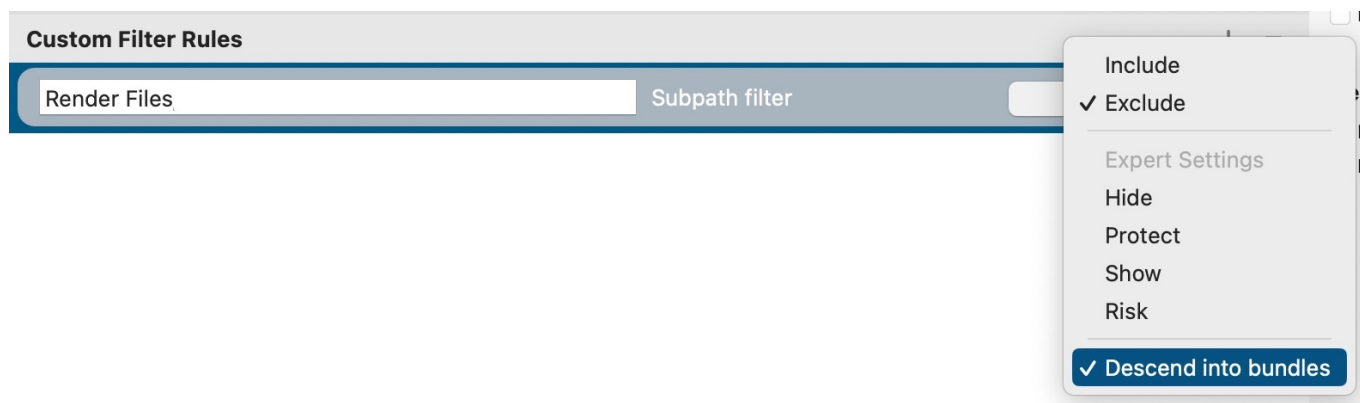 Custom Filter Rules
Render Files
Subpath filter
Include
✓ Exclude
Expert Settings
Hide
Protect
Show
Risk
✓ Descend into bundles